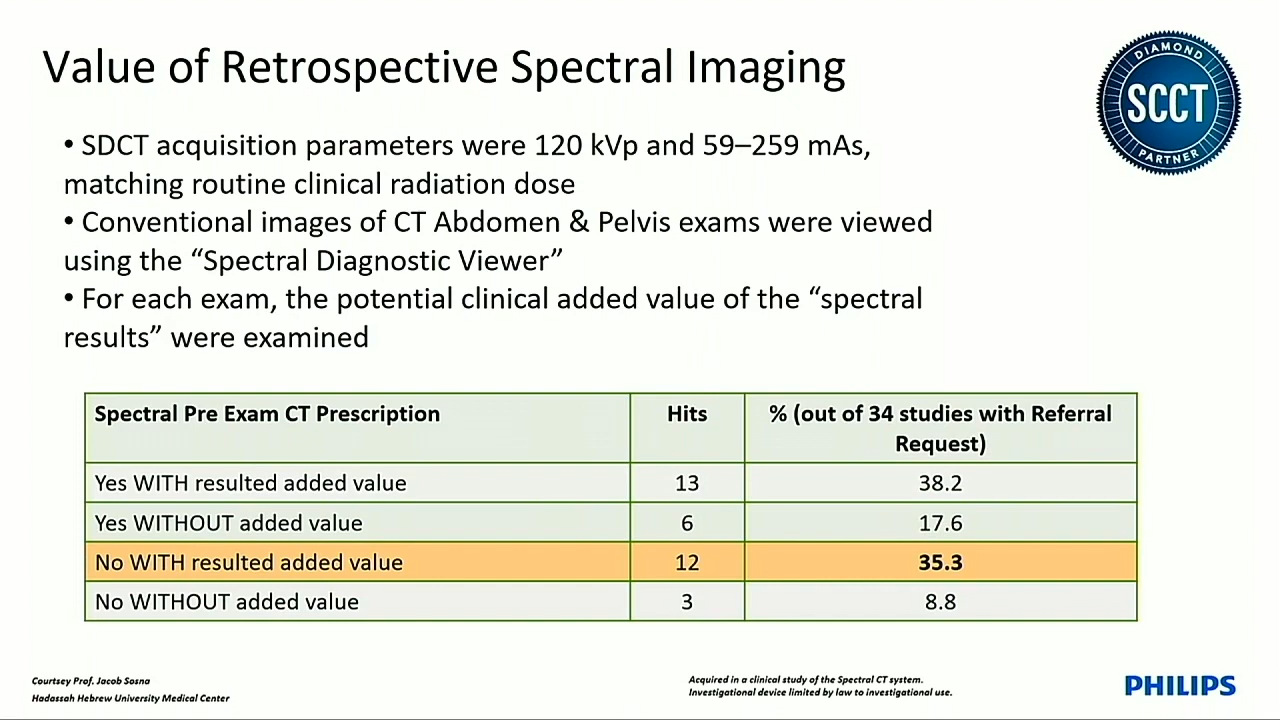 Value of Retrospective Spectral Imaging
DIAMOND
SCCT
PARTNER
• SDCT acquisition parameters were 120 kVp and 59–259 mAs,
matching routine clinical radiation dose
• Conventional images of CT Abdomen & Pelvis exams were viewed
using the “Spectral Diagnostic Viewer”
• For each exam, the potential clinical added value of the “spectral
results” were examined
Spectral Pre Exam CT Prescription Hits % (out of 34 studies with Referral
Request)
Yes WITH resulted added value 13 38.2
Yes WITHOUT added value 6 17.6
No WITH resulted added value 12 35.3
No WITHOUT added value 3 8.8
Courtsey Prof. Jacob Sosna
Hadassah Hebrew University Medical Center
Acquired in a clinical study of the Spectral CT system.
Investigational device limited by law to investigational use.
PHILIPS